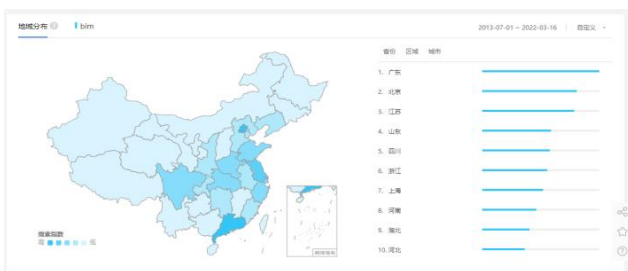 地域分布 bim 2013-07-01 ~ 2022-03-16 自定义
省份 区域 城市
1. 广东
2. 北京
3. 江苏
4. 山东
5. 四川
6. 浙江
7. 上海
8. 河南
9. 湖北
10. 河北
搜索指数
高 低